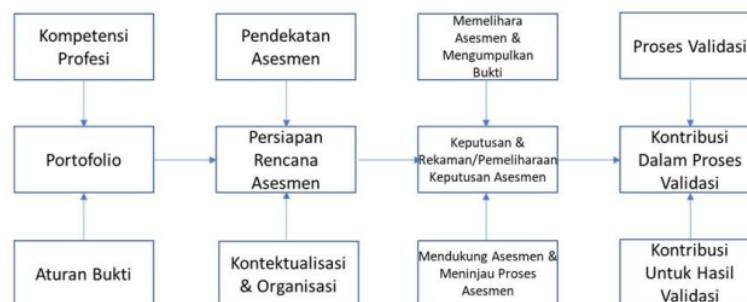 Kompetensi
Profesi
Pendekatan
Asesmen
Memelihara
Asesmen &
Mengumpulkan
Bukti
Proses Validasi
Portofolio
Persiapan
Rencana
Asesmen
Keputusan &
Rekaman/Pemeliharaan
Keputusan Asesmen
Kontribusi
Dalam Proses
Validasi
Aturan Bukti
Kontektualisasi
& Organisasi
Mendukung Asesmen &
Meninjau Proses
Asesmen
Kontribusi
Untuk Hasil
Validasi